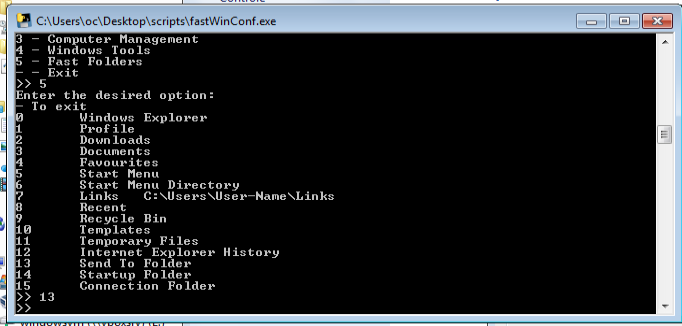 Controle
C:\Users\oc\Desktop\scripts\fastWinConf.exe
3 - Computer Management
4 - Windows Tools
5 - Fast Folders
- - Exit
>> 5
Enter the desired option:
- To exit
0 Windows Explorer
1 Profile
2 Downloads
3 Documents
4 Favourites
5 Start Menu
6 Start Menu Directory
7 Links C:\Users\User-Name\Links
8 Recent
9 Recycle Bin
10 Templates
11 Temporary Files
12 Internet Explorer History
13 Send To Folder
14 Startup Folder
15 Connection Folder
>> 13
>>